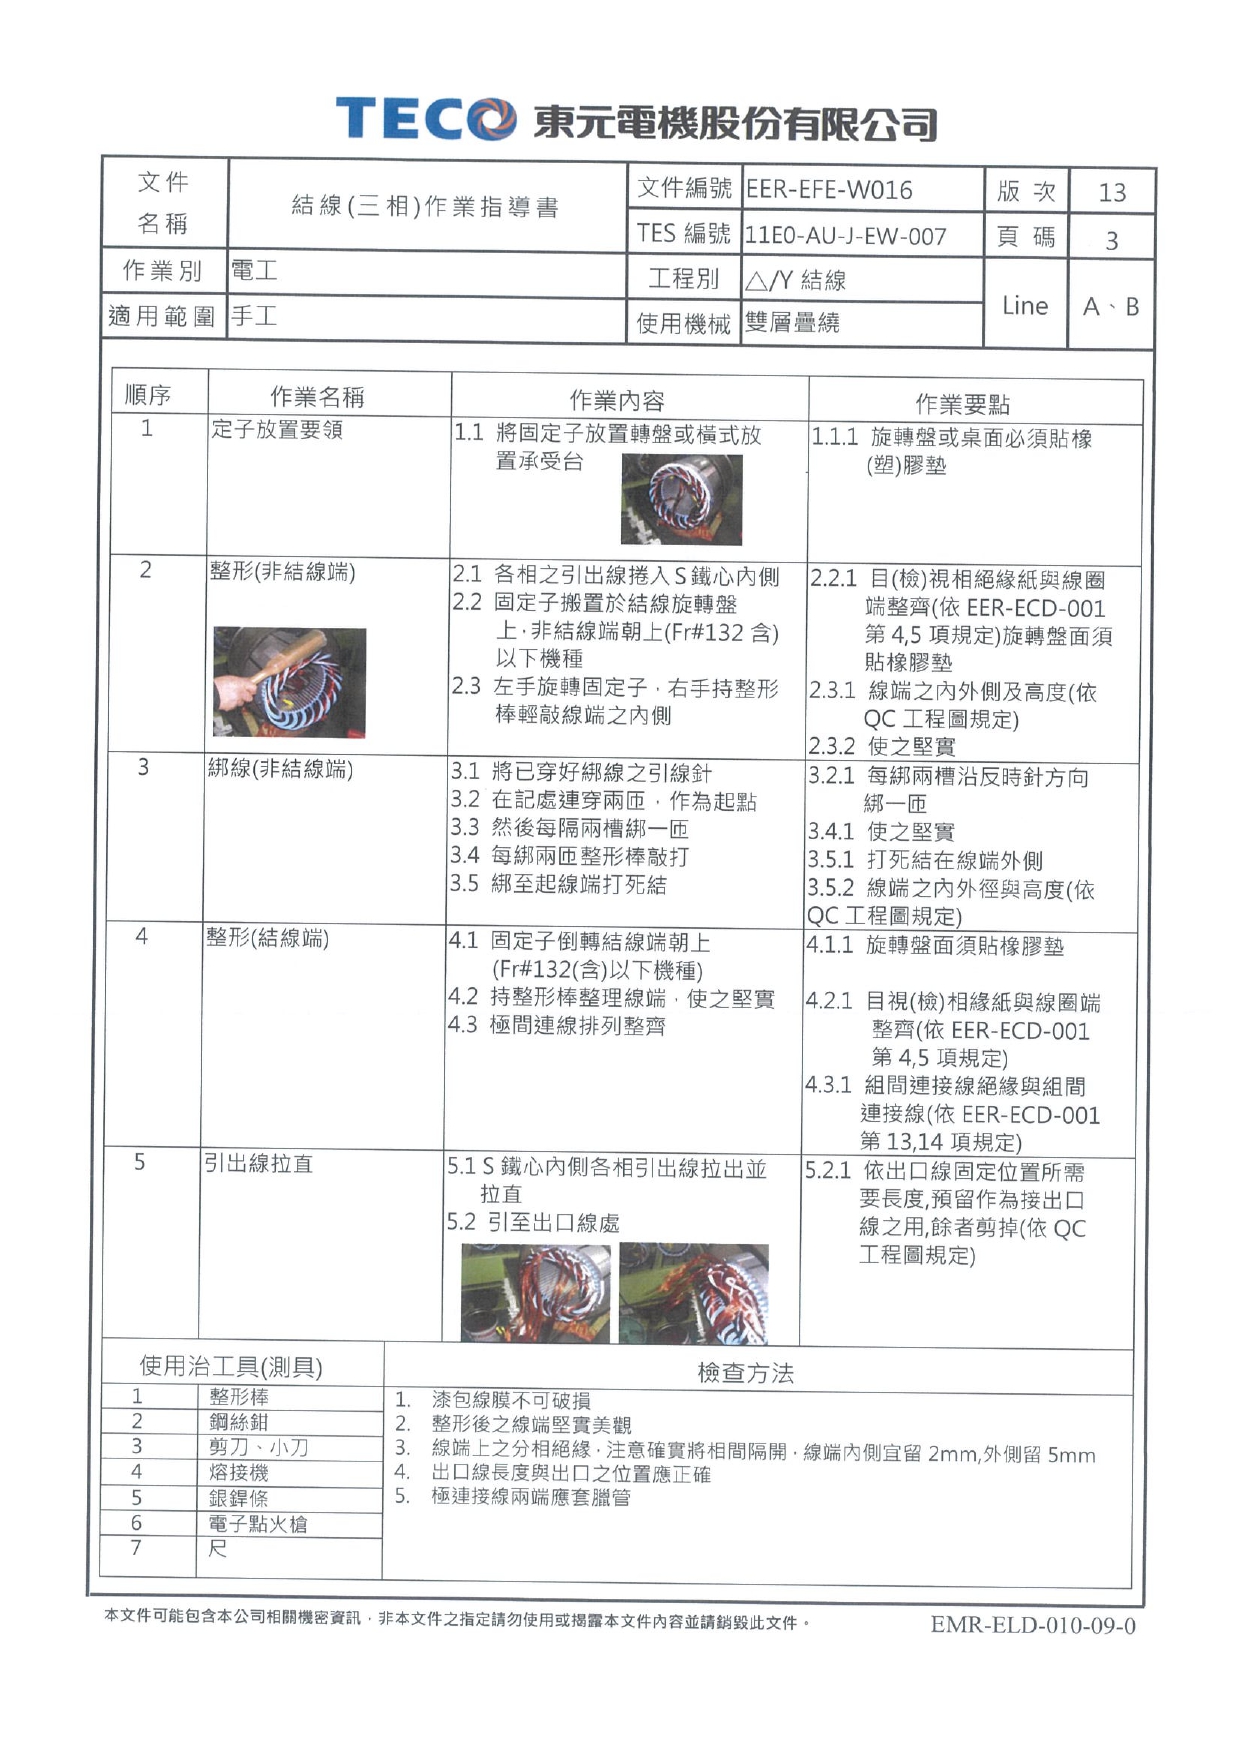 TECO 東元電機股份有限公司
文件
名稱
結線(三相)作業指導書
文件編號 EER-EFE-W016 版 次 13
TES 編號 11E0-AU-J-EW-007 頁 碼 3
作業別 電工 工程別 △/Y 結線
Line A、B
適用範圍 手工 使用機械 雙層疊繞
順序 作業名稱 作業內容 作業要點
1 定子放置要領
1.1 將固定子放置轉盤或橫式放
置承受台
1.1.1 旋轉盤或桌面必須貼橡
(塑)膠墊
2 整形(非結線端)
2.1 各相之引出線捲入S鐵心內側
2.2 固定子搬置於結線旋轉盤
上，非結線端朝上(Fr#132 含)
以下機種
2.3 左手旋轉固定子，右手持整形
棒輕敲線端之內側
2.2.1 目(檢)視相絕緣紙與線圈
端整齊(依 EER-ECD-001
第 4,5 項規定)旋轉盤面須
貼橡膠墊
2.3.1 線端之內外側及高度(依
QC 工程圖規定)
2.3.2 使之堅實
3 綁線(非結線端)
3.1 將已穿好綁線之引線針
3.2 在記處連穿兩匝，作為起點
3.3 然後每隔兩槽綁一匝
3.4 每綁兩匝整形棒敲打
3.5 綁至起線端打死結
3.2.1 每綁兩槽沿反時針方向
綁一匝
3.4.1 使之堅實
3.5.1 打死結在線端外側
3.5.2 線端之內外徑與高度(依
QC 工程圖規定)
4 整形(結線端)
4.1 固定子倒轉結線端朝上
(Fr#132(含)以下機種)
4.2 持整形棒整理線端，使之堅實
4.3 極間連線排列整齊
4.1.1 旋轉盤面須貼橡膠墊
4.2.1 目視(檢)相緣紙與線圈端
整齊(依 EER-ECD-001
第 4,5 項規定)
4.3.1 組間連接線絕緣與組間
連接線(依 EER-ECD-001
第 13,14 項規定)
5 引出線拉直
5.1 S 鐵心內側各相引出線拉出並
拉直
5.2 引至出口線處
5.2.1 依出口線固定位置所需
要長度,預留作為接出口
線之用,餘者剪掉(依 QC
工程圖規定)
使用治工具(測具)
1 整形棒
2 鋼絲鉗
3 剪刀、小刀
4 熔接機
5 銀銲條
6 電子點火槍
7 尺
檢查方法
1. 漆包線膜不可破損
2. 整形後之線端堅實美觀
3. 線端上之分相絕緣，注意確實將相間隔開，線端內側宜留 2mm,外側留 5mm
4. 出口線長度與出口之位置應正確
5. 極連接線兩端應套臘管
本文件可能包含本公司相關機密資訊，非本文件之指定請勿使用或揭露本文件內容並請銷毀此文件。
EMR-ELD-010-09-0